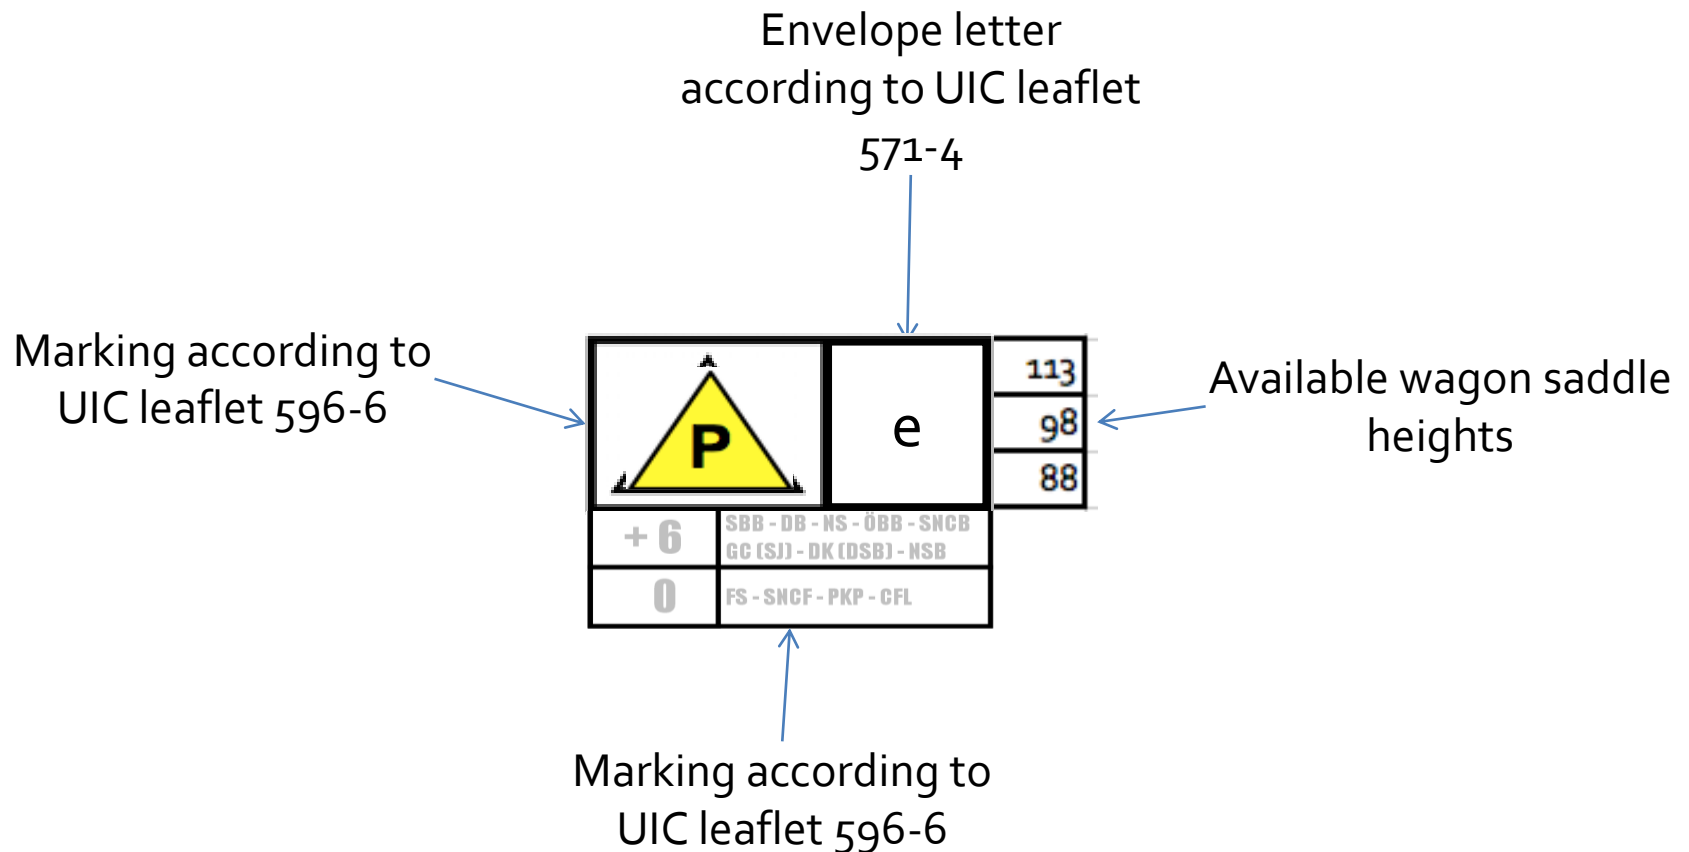 Envelope letter
according to UIC leaflet
571-4
Marking according to
UIC leaflet 596-6
P
e
113
98
88
Available wagon saddle
heights
+ 6
SBB - DB - NS - ÖBB - SNCB
GC (SJ) - DK (DSB) - NSB
0
FS - SNCF - PKP - CFL
Marking according to
UIC leaflet 596-6